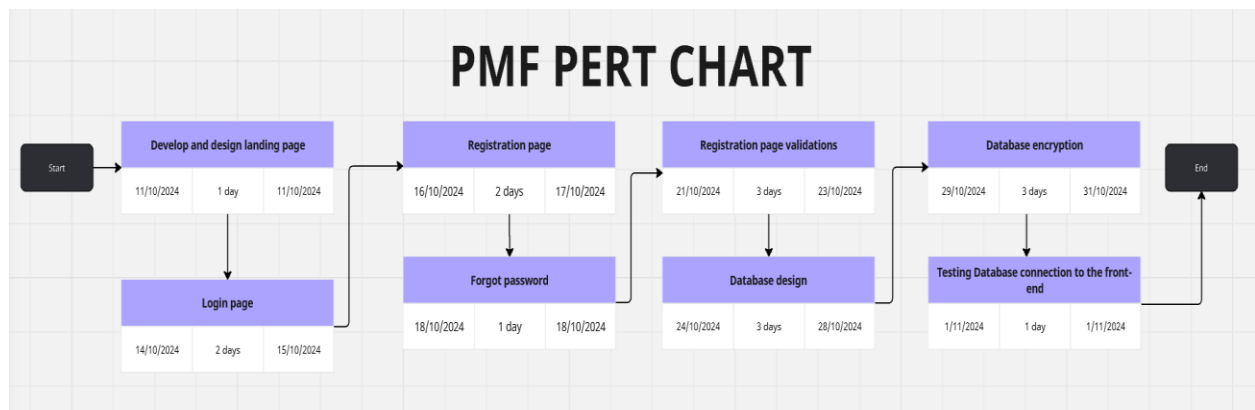 PMF PERT CHART
Start
Develop and design landing page
11/10/2024 1 day 11/10/2024
Login page
14/10/2024 2 days 15/10/2024
Registration page
16/10/2024 2 days 17/10/2024
Forgot password
18/10/2024 1 day 18/10/2024
Registration page validations
21/10/2024 3 days 23/10/2024
Database design
24/10/2024 3 days 28/10/2024
Database encryption
29/10/2024 3 days 31/10/2024
Testing Database connection to the front-
end
1/11/2024 1 day 1/11/2024
End